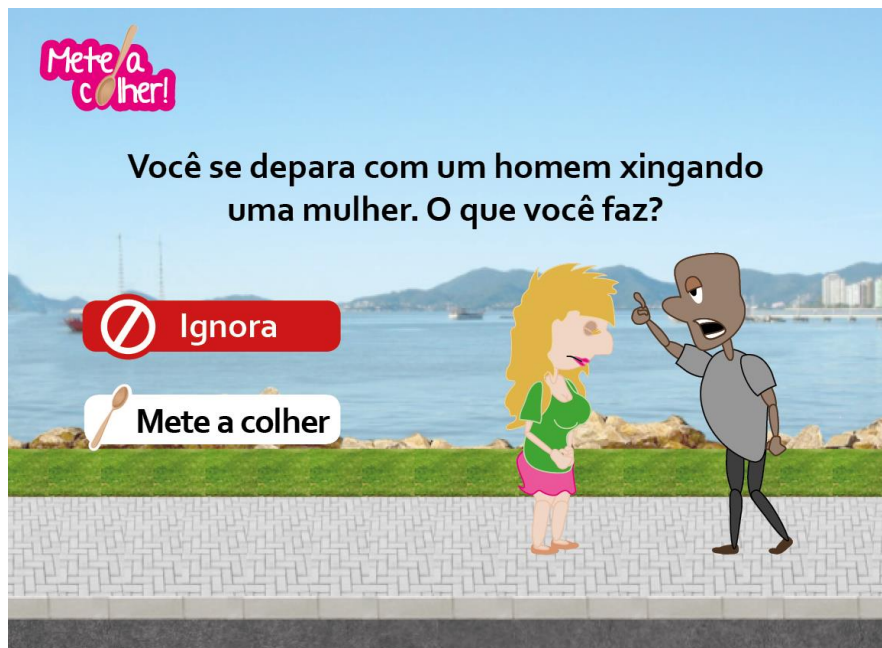 Mete a
colher!
Você se depara com um homem xingando
uma mulher. O que você faz?
Ignora
Mete a colher